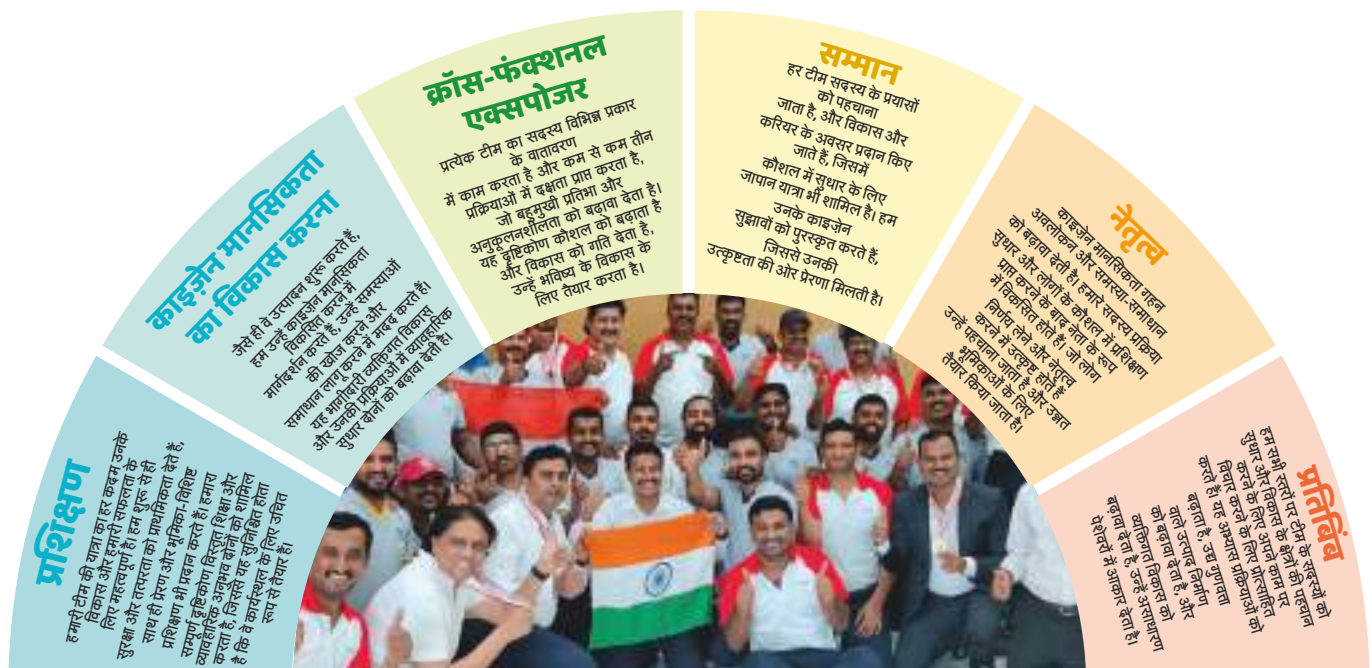 प्रशिक्षण
हमारी टीम की यात्रा का हर कदम उनके
विकास और हमारी सफलता के
लिए महत्वपूर्ण है। हम शुरू से ही
सुरक्षा और तत्परता को प्राथमिकता देते हैं,
साथ ही प्रेरण और भूमिका-विशिष्ट
प्रशिक्षण भी प्रदान करते हैं। हमारा
सम्पूर्ण दृष्टिकोण विस्तृत शिक्षा और
व्यावहारिक अनुभव दोनों को शामिल
करता है, जिससे यह सुनिश्चित होता
है कि वे कार्यस्थल के लिए उचित
रूप से तैयार हैं।
काइज़ेन मानसिकता
का विकास करना
जैसे ही वे उत्पादन शुरू करते हैं,
हम उन्हें काइज़ेन मानसिकता
विकसित करने में
मार्गदर्शन करते हैं, उन्हें समस्याओं
की खोज करने और
समाधान लागू करने में मदद करते हैं।
यह भागीदारी व्यक्तिगत विकास
और उनकी प्रक्रियाओं में व्यावहारिक
सुधार दोनों को बढ़ावा देती है।
क्रॉस-फंक्शनल
एक्सपोजर
प्रत्येक टीम का सदस्य विभिन्न प्रकार
के वातावरण
में काम करता है और कम से कम तीन
प्रक्रियाओं में दक्षता प्राप्त करता है,
जो बहुमुखी प्रतिभा और
अनुकूलनशीलता को बढ़ावा देता है।
यह दृष्टिकोण कौशल को बढ़ाता है
और विकास को गति देता है,
उन्हें भविष्य के विकास के
लिए तैयार करता है।
सम्मान
हर टीम सदस्य के प्रयासों
को पहचाना
जाता है, और विकास और
करियर के अवसर प्रदान किए
जाते हैं, जिसमें
कौशल में सुधार के लिए
जापान यात्रा भी शामिल है। हम
उनके काइज़ेन
सुझावों को पुरस्कृत करते हैं,
जिससे उनकी
उत्कृष्टता की ओर प्रेरणा मिलती है।
नेतृत्व
काइज़ेन मानसिकता गहन
अवलोकन और समस्या-समाधान
को बढ़ावा देती है। हमारे सदस्य प्रक्रिया
सुधार और लोगों के कौशल में प्रशिक्षण
प्राप्त करने के बाद नेता के रूप
में विकसित होते हैं। जो लोग
निर्णय लेने और नेतृत्व
करने में उत्कृष्ट होते हैं,
उन्हें पहचाना जाता है और उन्नत
भूमिकाओं के लिए
तैयार किया जाता है।
प्रतिबिंब
हम सभी स्तरों पर टीम के सदस्यों को
सुधार और विकास के क्षेत्रों की पहचान
करने के लिए अपने काम पर
विचार करने के लिए प्रोत्साहित
करते हैं। यह अभ्यास प्रक्रियाओं को
बढ़ाता है, उच्च गुणवत्ता
वाले उत्पाद निर्माण
को बढ़ावा देता है, और
व्यक्तिगत विकास को
बढ़ावा देता है, उन्हें असाधारण
पेशेवरों में आकार देता है।